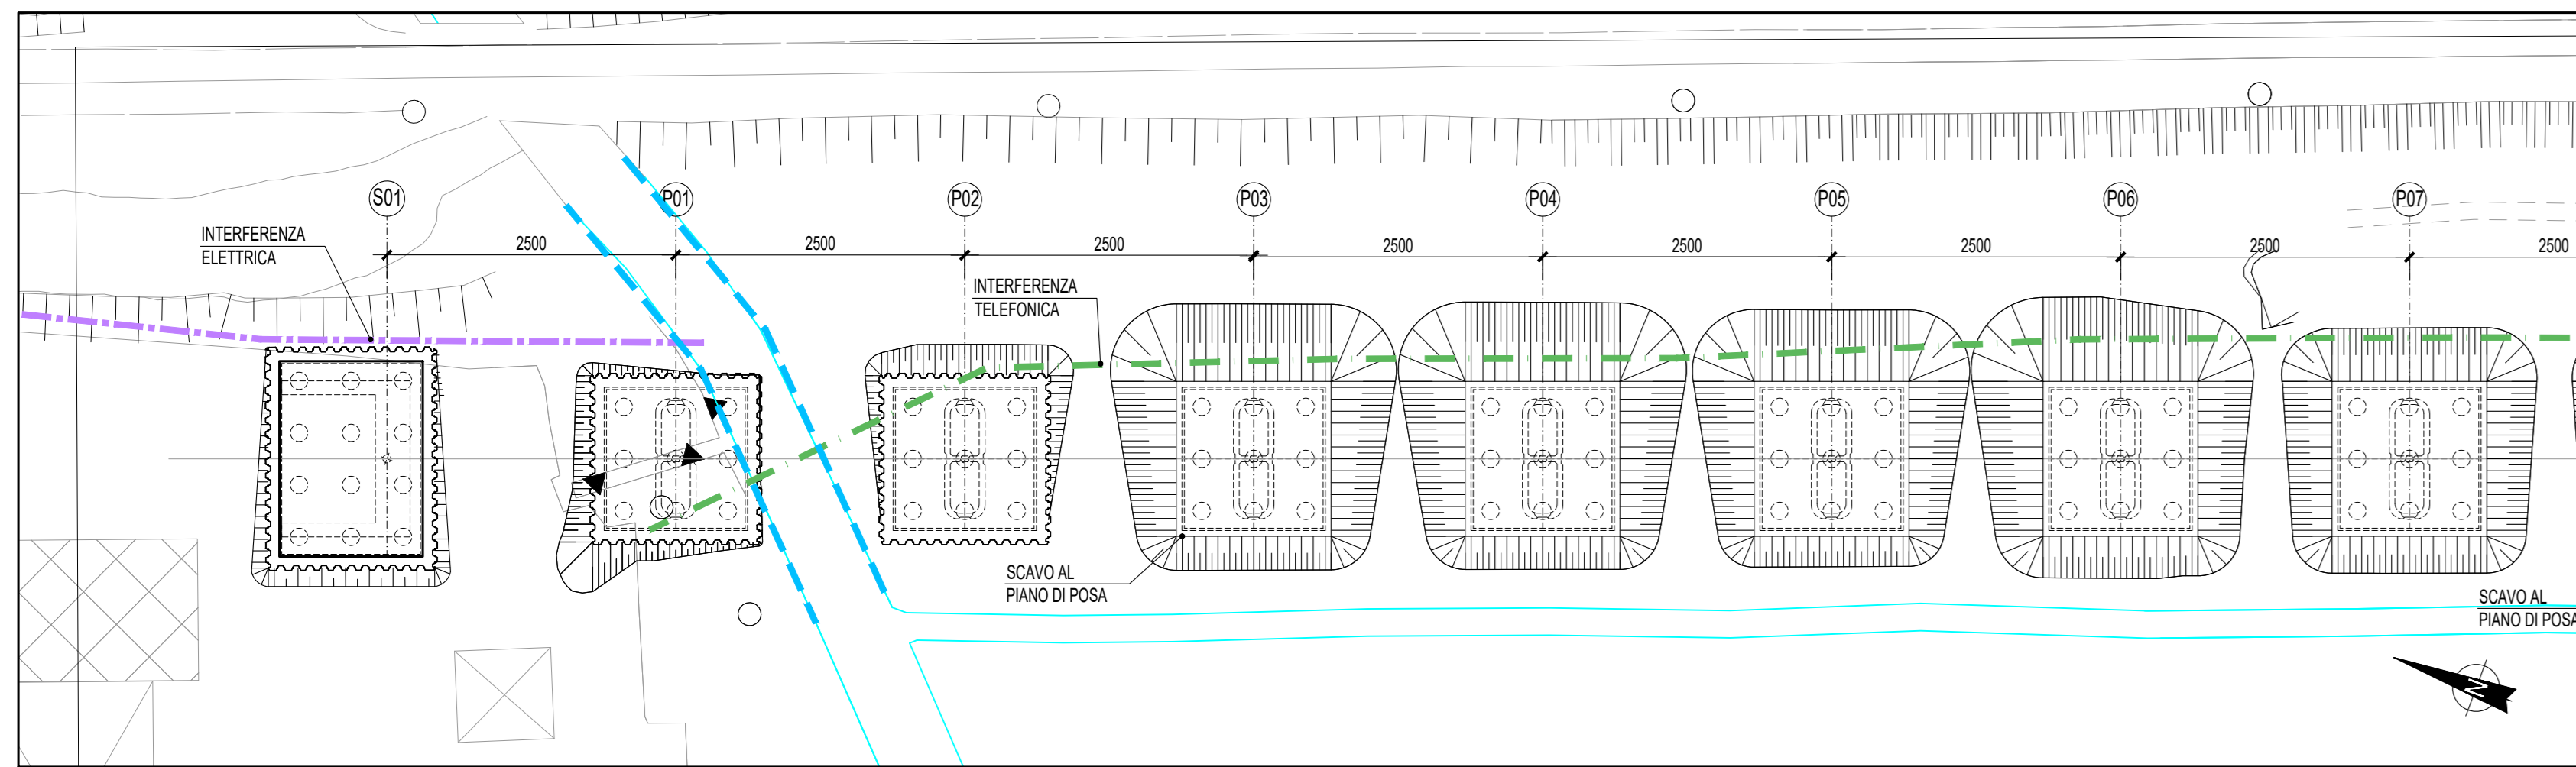 S01
P01
P02
P03
P04
P05
P06
P07
INTERFERENZA
ELETTRICA
2500
2500
2500
2500
2500
2500
2500
2500
INTERFERENZA
TELEFONICA
SCAVO AL
PIANO DI POSA
SCAVO AL
PIANO DI POSA
N